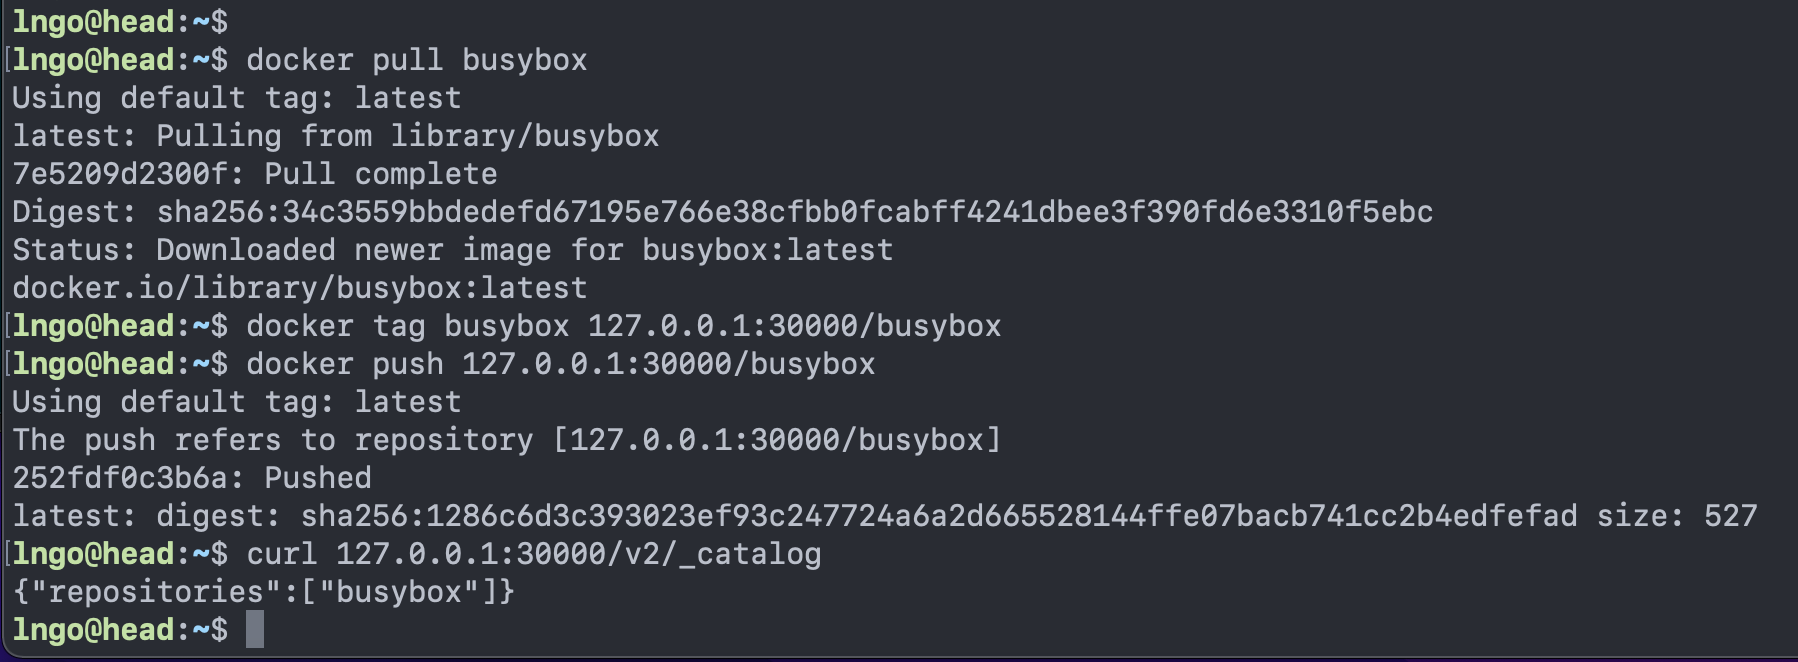 lngo@head:~$
[lngo@head:~$ docker pull busybox
Using default tag: latest
latest: Pulling from library/busybox
7e5209d2300f: Pull complete
Digest: sha256:34c3559bbdedefd67195e766e38cfbb0fcabff4241dbee3f390fd6e3310f5ebc
Status: Downloaded newer image for busybox:latest
docker.io/library/busybox:latest
[lngo@head:~$ docker tag busybox 127.0.0.1:30000/busybox
[lngo@head:~$ docker push 127.0.0.1:30000/busybox
Using default tag: latest
The push refers to repository [127.0.0.1:30000/busybox]
252fdf0c3b6a: Pushed
latest: digest: sha256:1286c6d3c393023ef93c247724a6a2d665528144ffe07bacb741cc2b4edfefad size: 527
[lngo@head:~$ curl 127.0.0.1:30000/v2/_catalog
{"repositories":["busybox"]}
lngo@head:~$